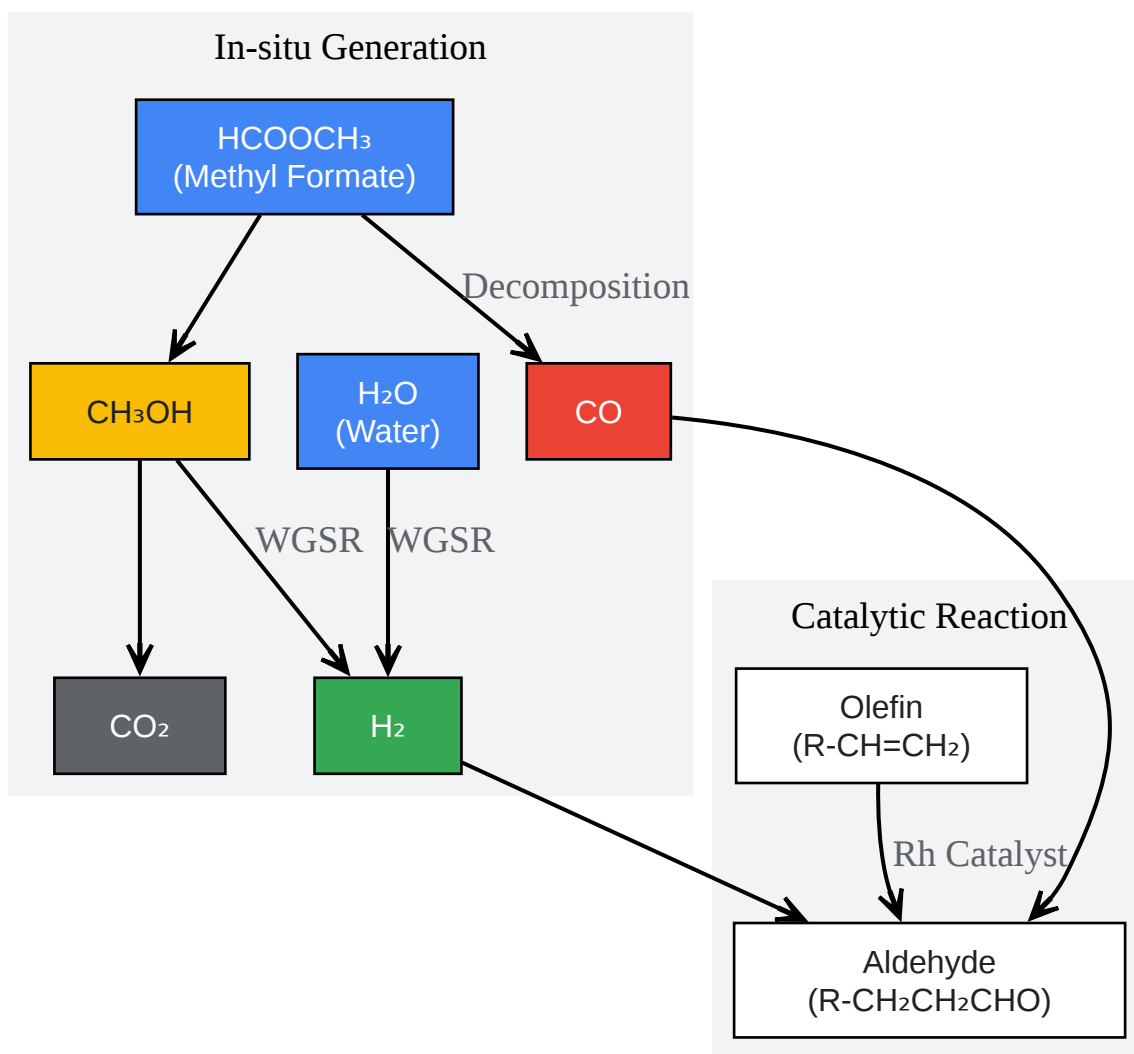 In-situ Generation
HCOOCH₃
(Methyl Formate)
Decomposition
CH₃OH
H₂O
(Water)
CO
WGSR
WGSR
CO₂
H₂
Catalytic Reaction
Olefin
(R-CH=CH₂)
Rh Catalyst
Aldehyde
(R-CH₂CH₂CHO)